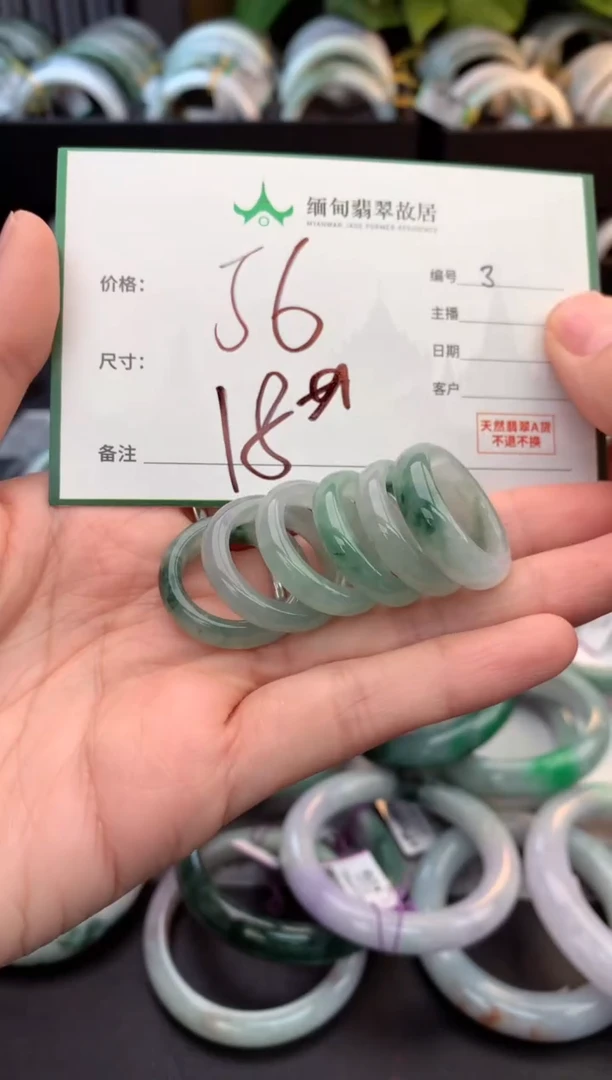 缅甸翡翠故居
MYANMAR JADE FORMER RESIDENCE
价格: J6
尺寸: 18
备注
编号 3
主播
日期
客户
天然翡翠A货
不退不换